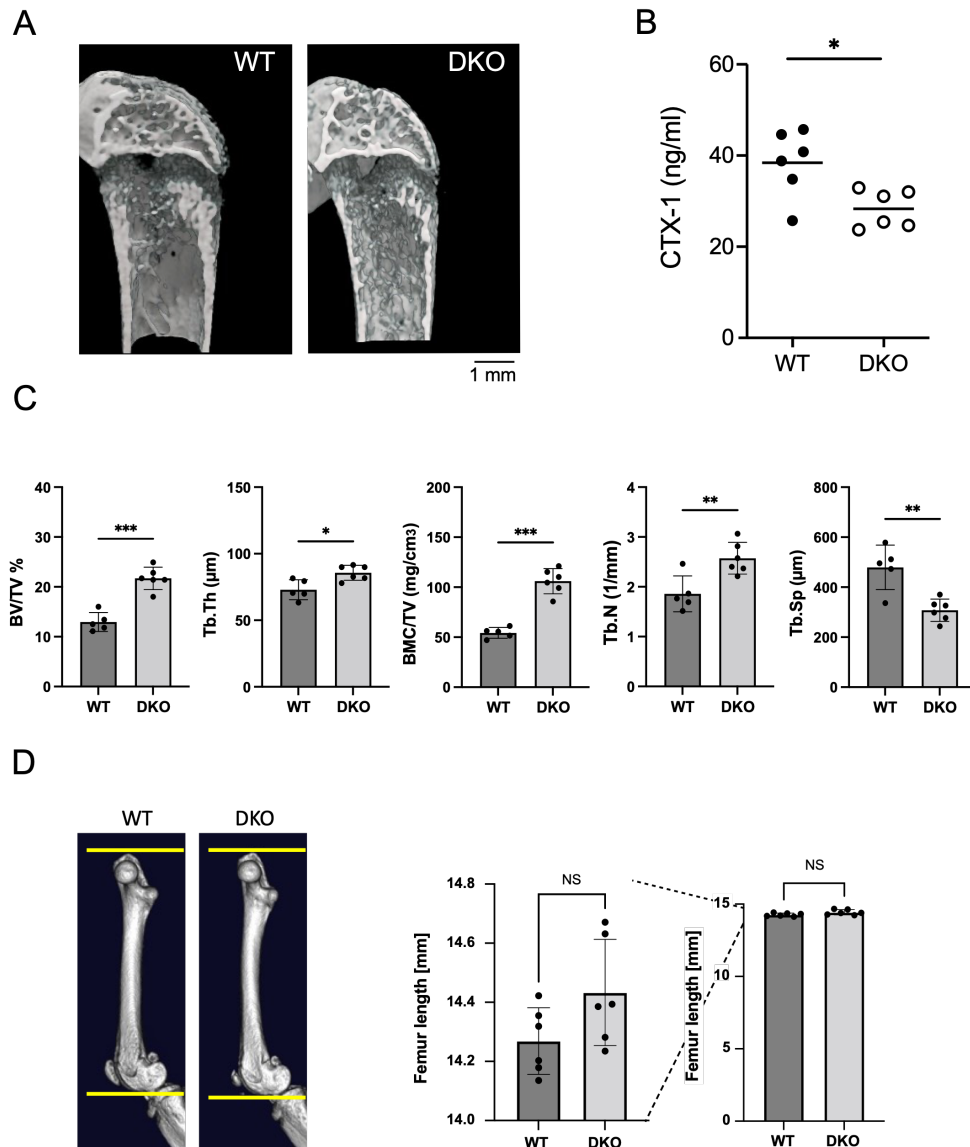 A
WT
DKO
1 mm
B
*
60
40
20
0
CTX-1 (ng/ml)
WT
DKO
C
40
30
20
10
0
BV/TV %
***
WT
DKO
150
100
50
0
Tb.Th (µm)
*
WT
DKO
200
150
100
50
0
BMC/TV (mg/cm3)
***
WT
DKO
4
3
2
1
0
Tb.N (1/mm)
**
WT
DKO
800
600
400
200
0
Tb.Sp (µm)
**
WT
DKO
D
WT
DKO
14.8
14.6
14.4
14.2
14.0
Femur length [mm]
NS
WT
DKO
15
10
5
0
Femur length [mm]
NS
WT
DKO